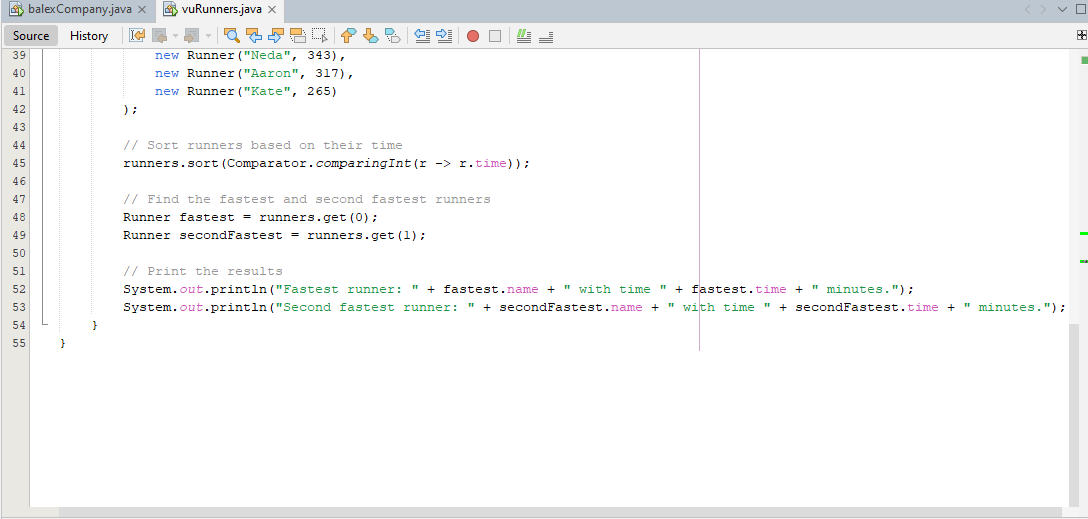 balexCompany.java × vuRunners.java ×
Source History
39 new Runner("Neda", 343),
40 new Runner("Aaron", 317),
41 new Runner("Kate", 265)
42 );
43
44 // Sort runners based on their time
45 runners.sort(Comparator.comparingInt(r -> r.time));
46
47 // Find the fastest and second fastest runners
48 Runner fastest = runners.get(0);
49 Runner secondFastest = runners.get(1);
50
51 // Print the results
52 System.out.println("Fastest runner: " + fastest.name + " with time " + fastest.time + " minutes.");
53 System.out.println("Second fastest runner: " + secondFastest.name + " with time " + secondFastest.time + " minutes.");
54 }
55 }